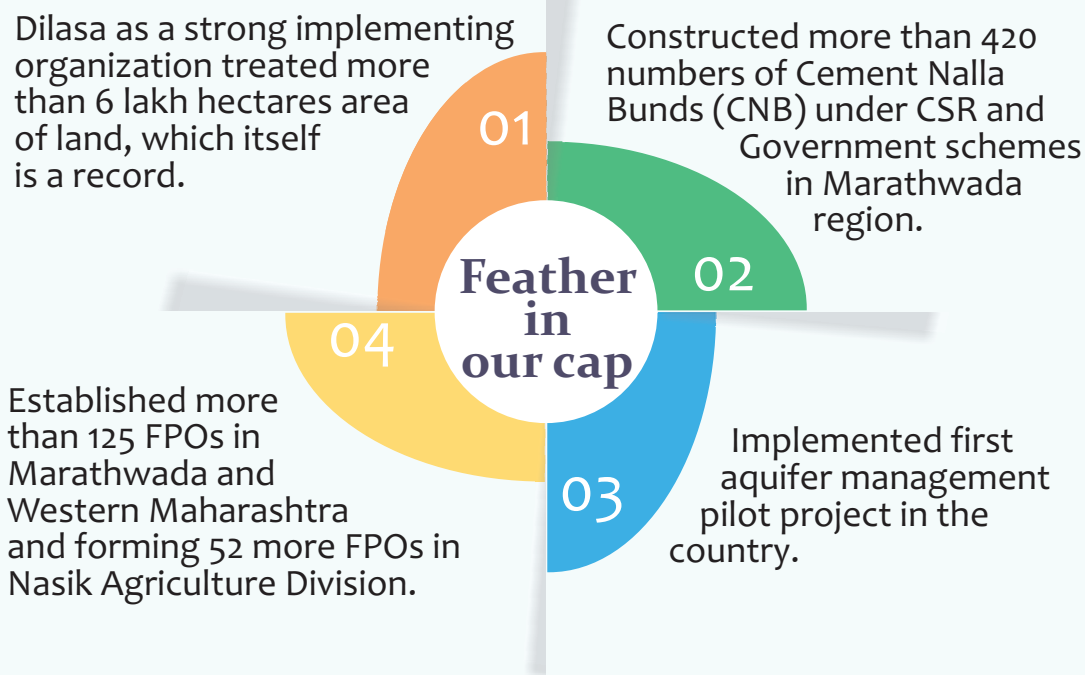 Dilasa as a strong implementing
organization treated more
than 6 lakh hectares area
of land, which itself
is a record.
01
Constructed more than 420
numbers of Cement Nalla
Bunds (CNB) under CSR and
Government schemes
in Marathwada
region.
02
Feather
in
our cap
04
Established more
than 125 FPOs in
Marathwada and
Western Maharashtra
and forming 52 more FPOs in
Nasik Agriculture Division.
03
Implemented first
aquifer management
pilot project in the
country.